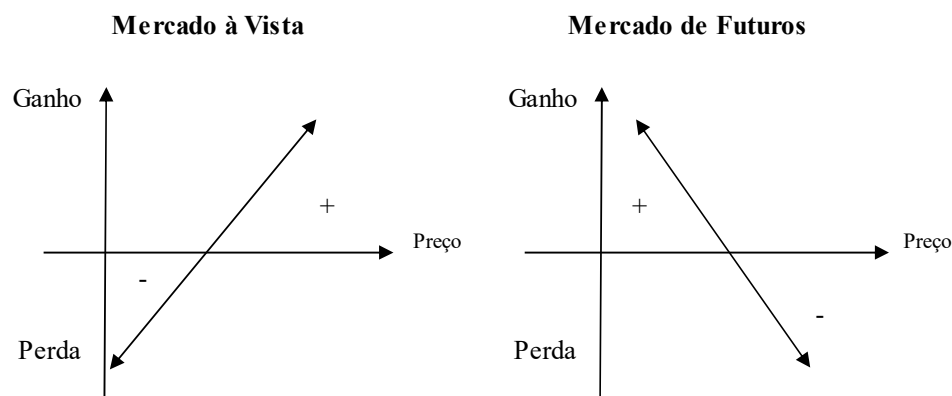 Mercado à Vista
Ganho
+
Preço
-
Perda
Mercado de Futuros
Ganho
+
Preço
-
Perda